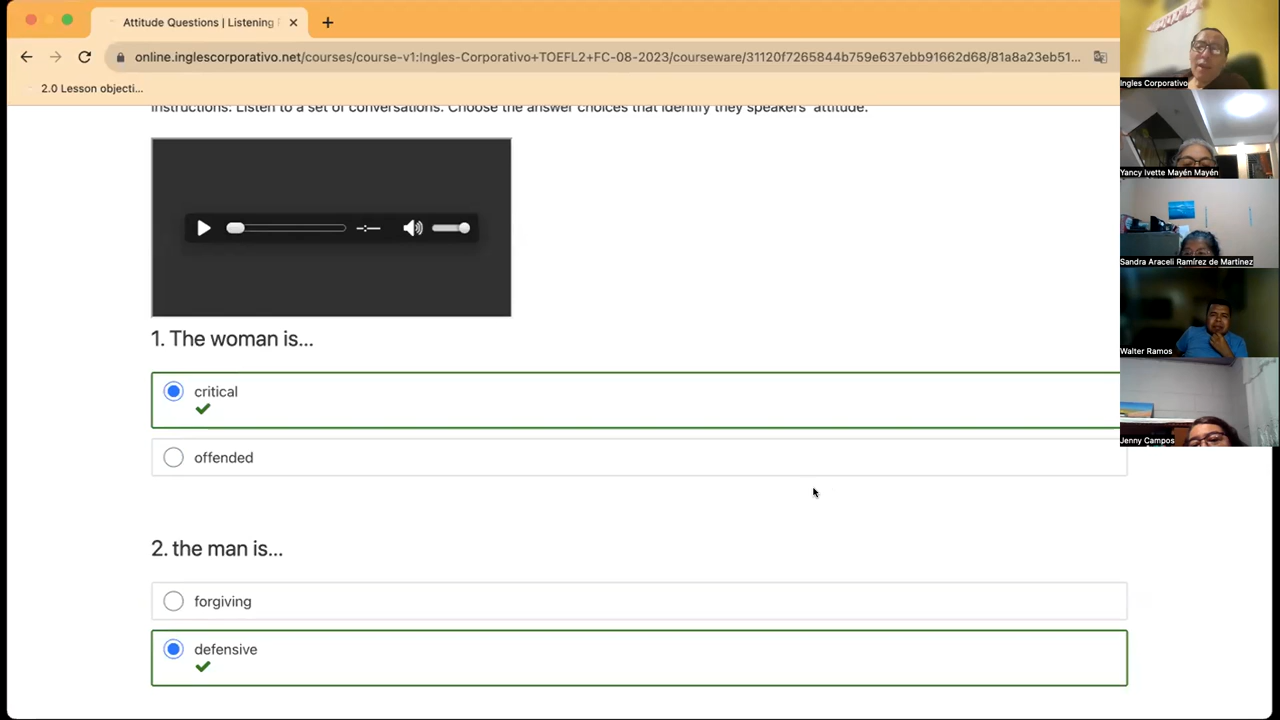 Attitude Questions | Listening
online.inglescorporativo.net/courses/course-v1:Ingles-Corporativo+TOEFL2+FC-08-2023/courseware/31120f7265844b759e637ebb91662d68/81a8a23eb51...
2.0 Lesson objecti...
Instructions: Listen to a set of conversations. Choose the answer choices that identify they speakers' attitude.
1. The woman is...
critical
offended
2. the man is...
forgiving
defensive
Ingles Corporativo
Yancy Ivette Mayén Mayén
Sandra Araceli Ramírez de Martinez
Walter Ramos
Jenny Campos